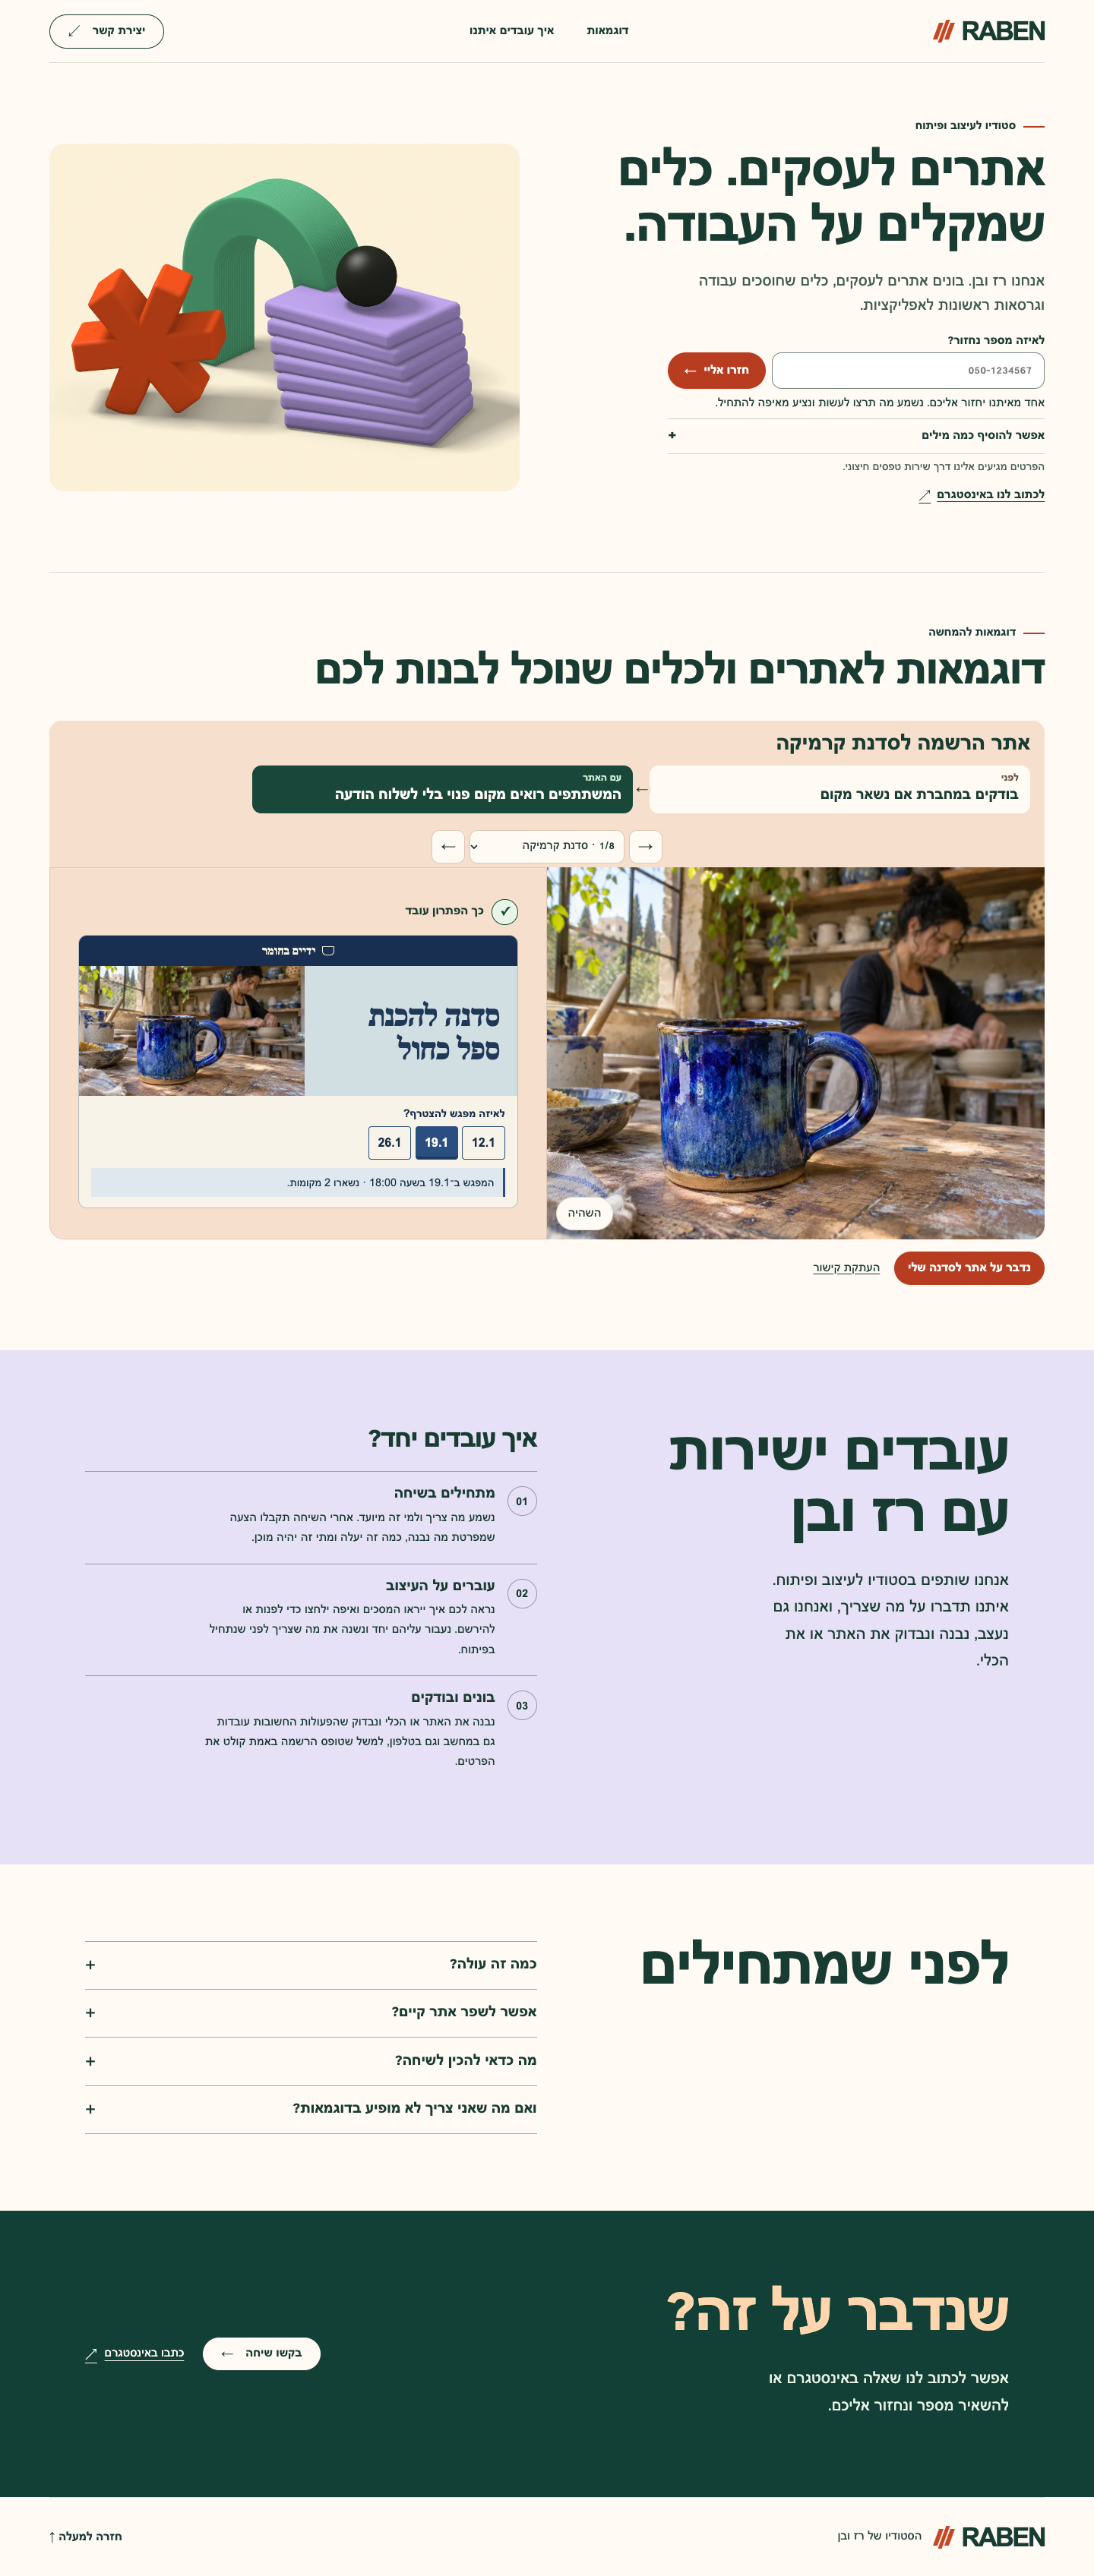 RABEN
דוגמאות
איך עובדים איתנו
יצירת קשר ↙
סטודיו לעיצוב ופיתוח
אתרים לעסקים. כלים
שמקלים על העבודה.
אנחנו רז ובן. בונים אתרים לעסקים, כלים שחוסכים עבודה
וגרסאות ראשונות לאפליקציות.
לאיזה מספר נחזור?
050-1234567
חזרו אליי ←
אחד מאיתנו יחזור אליכם. נשמע מה תרצו לעשות ונציע מאיפה להתחיל.
אפשר להוסיף כמה מילים +
הפרטים מגיעים אלינו דרך שירות טפסים חיצוני.
לכתוב לנו באינסטגרם ↗
דוגמאות להמחשה
דוגמאות לאתרים ולכלים שנוכל לבנות לכם
אתר הרשמה לסדנת קרמיקה
לפני
בודקים במחברת אם נשאר מקום
←
עם האתר
המשתתפים רואים מקום פנוי בלי לשלוח הודעה
→
1/8 · סדנת קרמיקה
←
השהיה
✓ כך הפתרון עובד
ידיים בחומר
סדנה להכנת
ספל כחול
לאיזה מפגש להצטרף?
12.1
19.1
26.1
המפגש ב־19.1 בשעה 18:00 · נשארו 2 מקומות.
נדבר על אתר לסדנה שלי
העתקת קישור
עובדים ישירות
עם רז ובן
אנחנו שותפים בסטודיו לעיצוב ופיתוח.
איתנו תדברו על מה שצריך, ואנחנו גם
נעצב, נבנה ונבדוק את האתר או את
הכלי.
איך עובדים יחד?
01
מתחילים בשיחה
נשמע מה צריך ולמי זה מיועד. אחרי השיחה תקבלו הצעה
שמפרטת מה נבנה, כמה זה יעלה ומתי זה יהיה מוכן.
02
עוברים על העיצוב
נראה לכם איך ייראו המסכים ואיפה ילחצו כדי לפנות או
להירשם. נעבור עליהם יחד ונשנה את מה שצריך לפני שנתחיל
בפיתוח.
03
בונים ובודקים
נבנה את האתר או הכלי ונבדוק שהפעולות החשובות עובדות
גם במחשב וגם בטלפון, למשל שטופס הרשמה באמת קולט את
הפרטים.
לפני שמתחילים
כמה זה עולה? +
אפשר לשפר אתר קיים? +
מה כדאי להכין לשיחה? +
ואם מה שאני צריך לא מופיע בדוגמאות? +
שנדבר על זה?
אפשר לכתוב לנו שאלה באינסטגרם או
להשאיר מספר ונחזור אליכם.
בקשו שיחה ←
כתבו באינסטגרם ↗
RABEN
הסטודיו של רז ובן
חזרה למעלה ↑